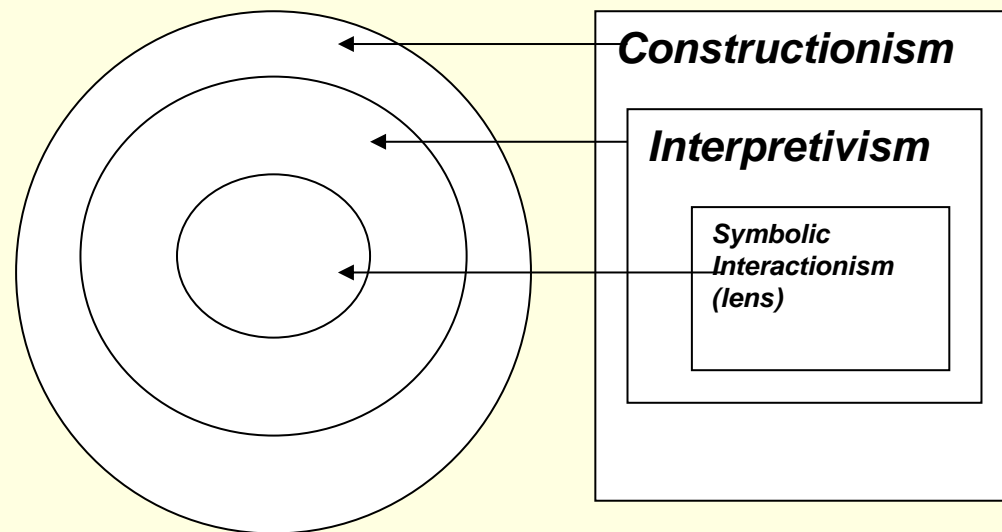 Constructionism
Interpretivism
Symbolic
Interactionism
(lens)